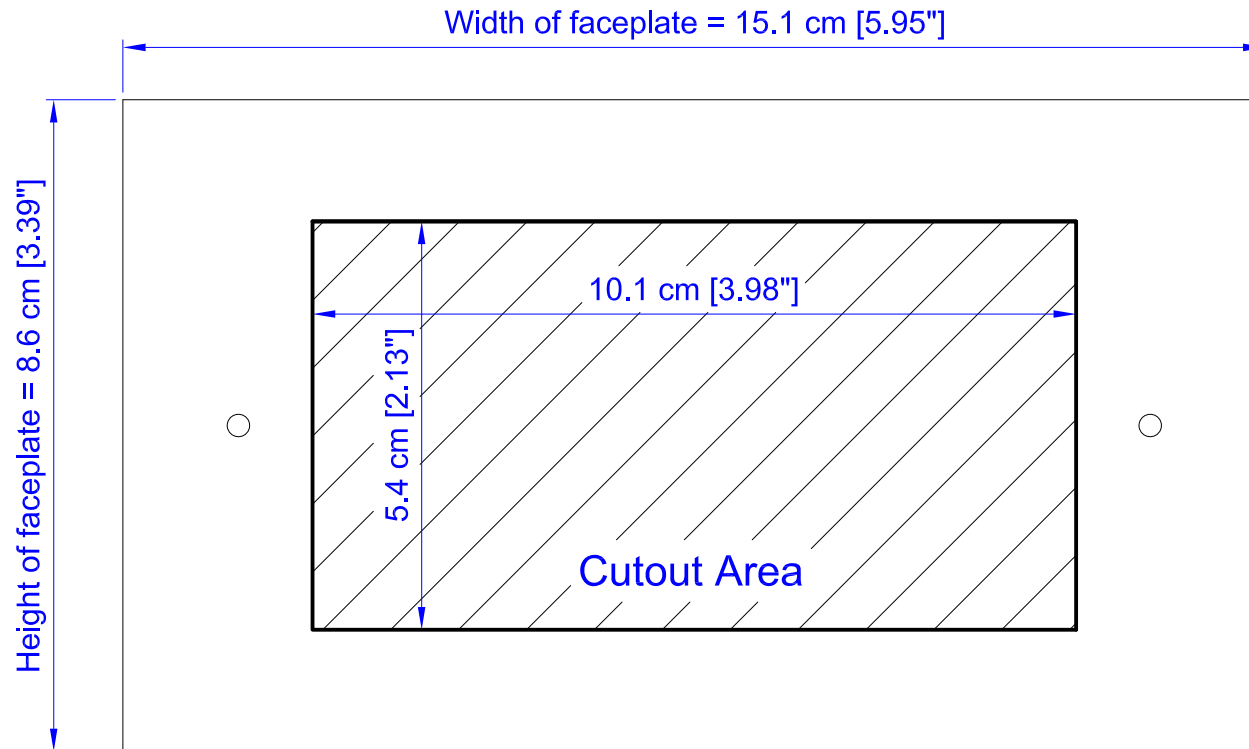 Width of faceplate = 15.1 cm [5.95"]
Height of faceplate = 8.6 cm [3.39"]
10.1 cm [3.98"]
5.4 cm [2.13"]
Cutout Area